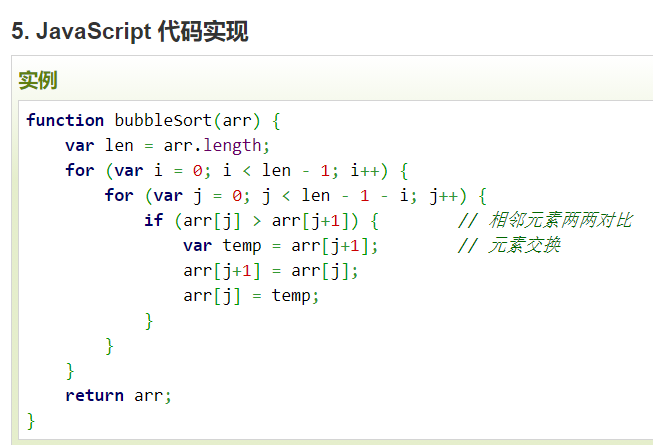 5. JavaScript 代码实现
实例
function bubbleSort(arr) {
    var len = arr.length;
    for (var i = 0; i < len - 1; i++) {
        for (var j = 0; j < len - 1 - i; j++) {
            if (arr[j] > arr[j+1]) {        // 相邻元素两两对比
                var temp = arr[j+1];        // 元素交换
                arr[j+1] = arr[j];
                arr[j] = temp;
            }
        }
    }
    return arr;
}